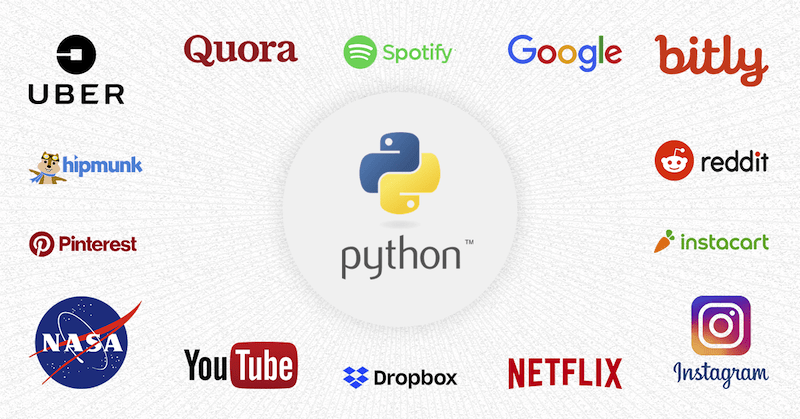 UBER
Quora
Spotify
Google
bitly
hipmunk
reddit
python™
Pinterest
instacart
NASA
YouTube
Dropbox
NETFLIX
Instagram